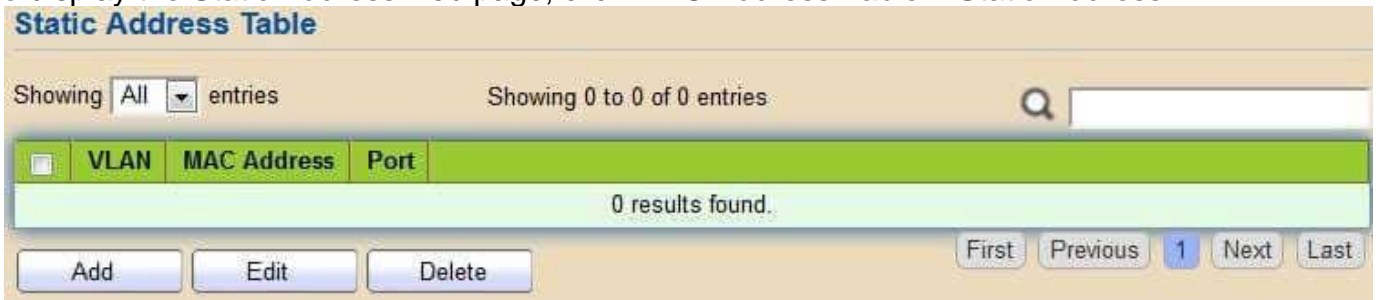 Static Address Table
Showing All entries Showing 0 to 0 of 0 entries
VLAN MAC Address Port
0 results found.
Add Edit Delete First Previous 1 Next Last